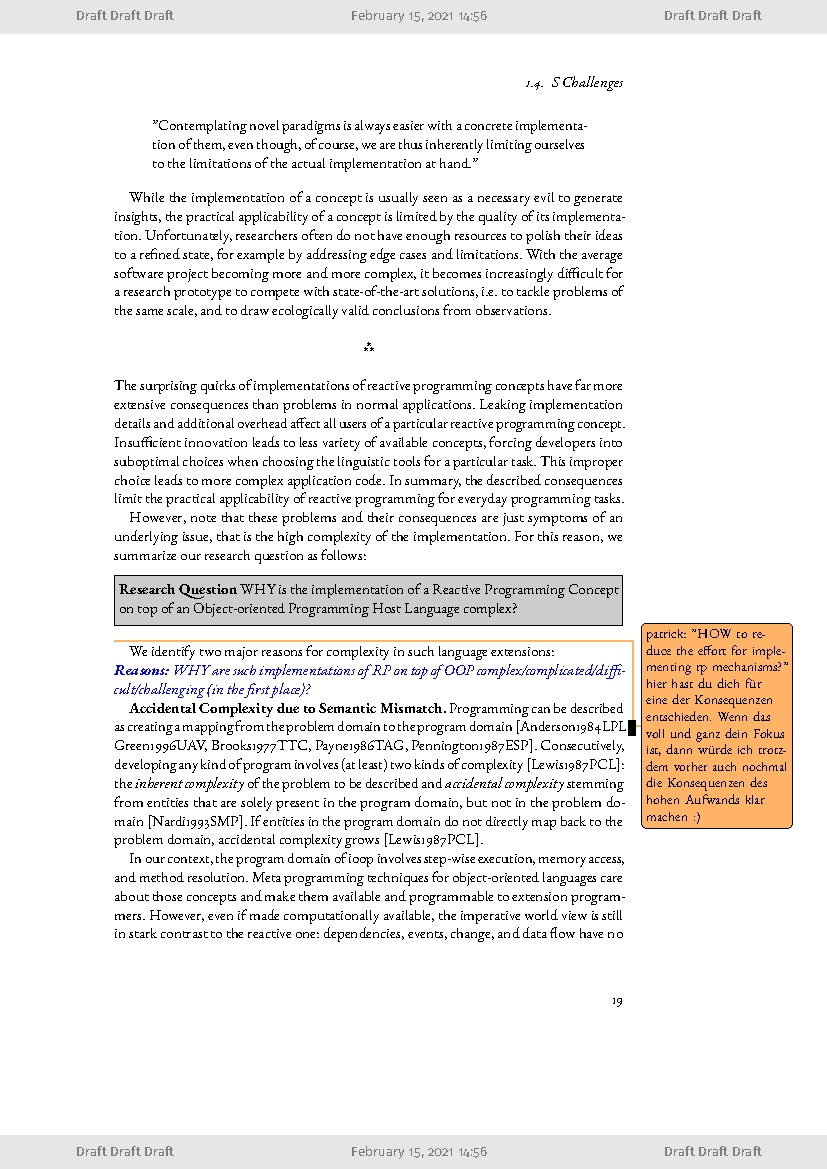 Draft Draft Draft February 15, 2021 14:56 Draft Draft Draft
1.4. S Challenges
”Contemplating novel paradigms is always easier with a concrete implementa-
tion of them, even though, of course, we are thus inherently limiting ourselves
to the limitations of the actual implementation at hand.”
While the implementation of a concept is usually seen as a necessary evil to generate
insights, the practical applicability of a concept is limited by the quality of its implementa-
tion. Unfortunately, researchers often do not have enough resources to polish their ideas
to a refined state, for example by addressing edge cases and limitations. With the average
software project becoming more and more complex, it becomes increasingly difficult for
a research prototype to compete with state-of-the-art solutions, i.e. to tackle problems of
the same scale, and to draw ecologically valid conclusions from observations.
⁂
The surprising quirks of implementations of reactive programming concepts have far more
extensive consequences than problems in normal applications. Leaking implementation
details and additional overhead affect all users of a particular reactive programming concept.
Insufficient innovation leads to less variety of available concepts, forcing developers into
suboptimal choices when choosing the linguistic tools for a particular task. This improper
choice leads to more complex application code. In summary, the described consequences
limit the practical applicability of reactive programming for everyday programming tasks.
However, note that these problems and their consequences are just symptoms of an
underlying issue, that is the high complexity of the implementation. For this reason, we
summarize our research question as follows:
Research Question WHY is the implementation of a Reactive Programming Concept
on top of an Object-oriented Programming Host Language complex?
We identify two major reasons for complexity in such language extensions:
Reasons: WHY are such implementations of RP on top of OOP complex/complicated/diffi-
cult/challenging (in the first place)?
Accidental Complexity due to Semantic Mismatch. Programming can be described
as creating a mapping from the problem domain to the program domain [Anderson1984LPL
Green1996UAV, Brooks1977TTC, Payne1986TAG, Pennington1987ESP]. Consecutively,
developing any kind of program involves (at least) two kinds of complexity [Lewis1987PCL]:
the inherent complexity of the problem to be described and accidental complexity stemming
from entities that are solely present in the program domain, but not in the problem do-
main [Nardi1993SMP]. If entities in the program domain do not directly map back to the
problem domain, accidental complexity grows [Lewis1987PCL].
In our context, the program domain of ioop involves step-wise execution, memory access,
and method resolution. Meta programming techniques for object-oriented languages care
about those concepts and make them available and programmable to extension program-
mers. However, even if made computationally available, the imperative world view is still
in stark contrast to the reactive one: dependencies, events, change, and data flow have no
patrick: ”HOW to re-
duce the effort for imple-
menting rp mechanisms?”
hier hast du dich für
eine der Konsequenzen
entschieden. Wenn das
voll und ganz dein Fokus
ist, dann würde ich trotz-
dem vorher auch nochmal
die Konsequenzen des
hohen Aufwands klar
machen :)
19
Draft Draft Draft February 15, 2021 14:56 Draft Draft Draft